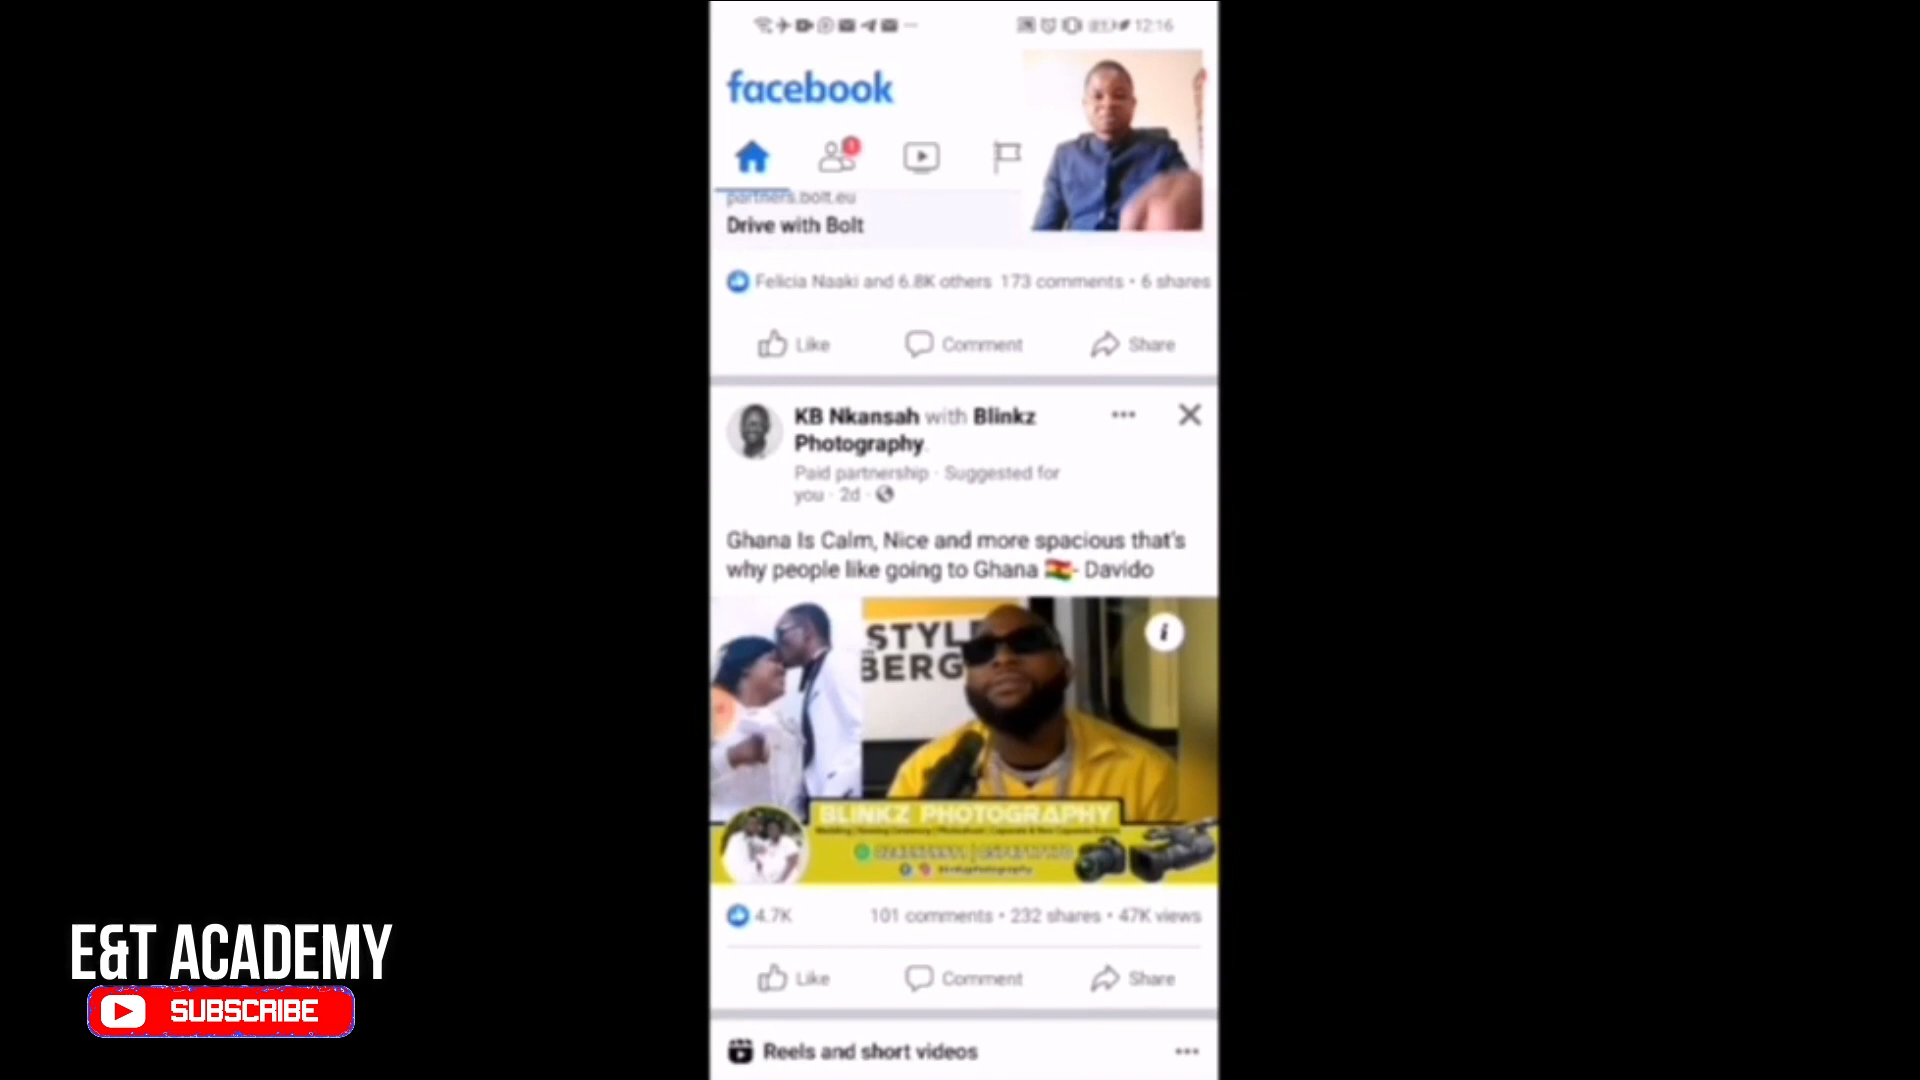 12:16
facebook
partners.bolt.eu
Drive with Bolt
Felicia Naaki and 6.8K others 173 comments • 6 shares
Like Comment Share
KB Nkansah with Blinkz
Photography.
Paid partnership · Suggested for
you · 2d ·
Ghana Is Calm, Nice and more spacious that's
why people like going to Ghana 🇬🇭- Davido
STYL
BERG
BLINKZ PHOTOGRAPHY
4.7K 101 comments • 232 shares • 47K views
Like Comment Share
Reels and short videos
E&T ACADEMY
SUBSCRIBE